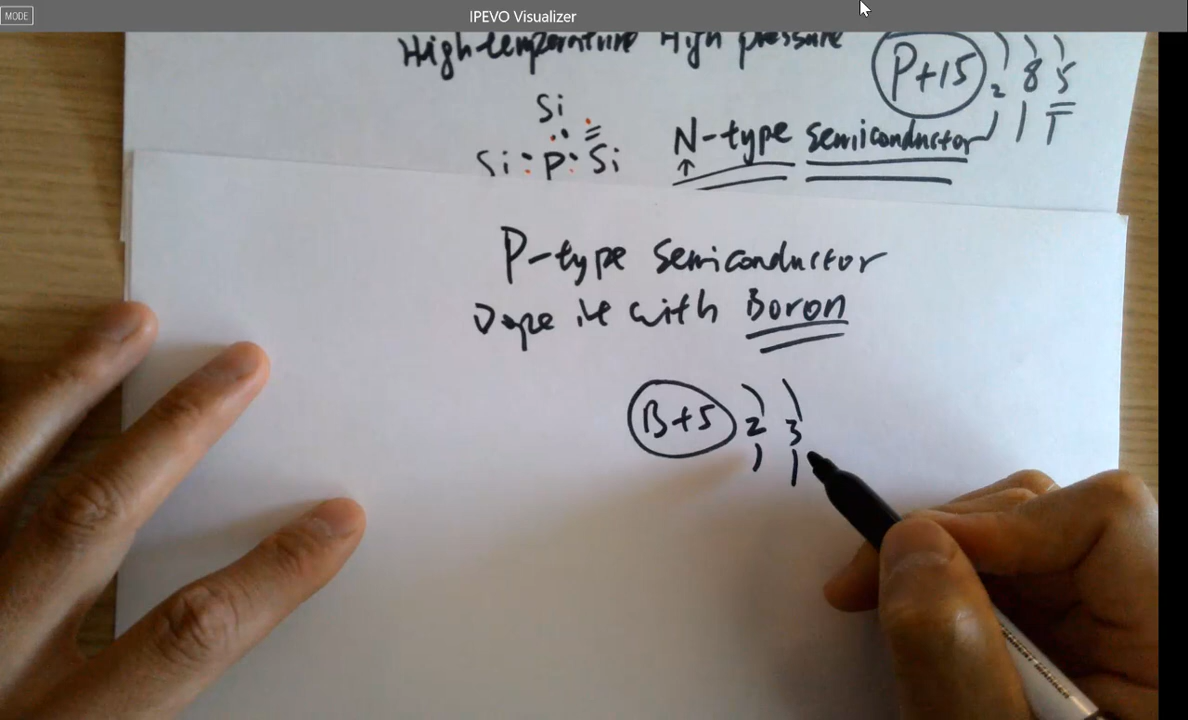 MODE
IPEVO Visualizer
High-temperature High pressure
P+15 2 8 5
Si
Si : P : Si
N-type semiconductor
P-type semiconductor
Dope it with Boron
B+5 2 3